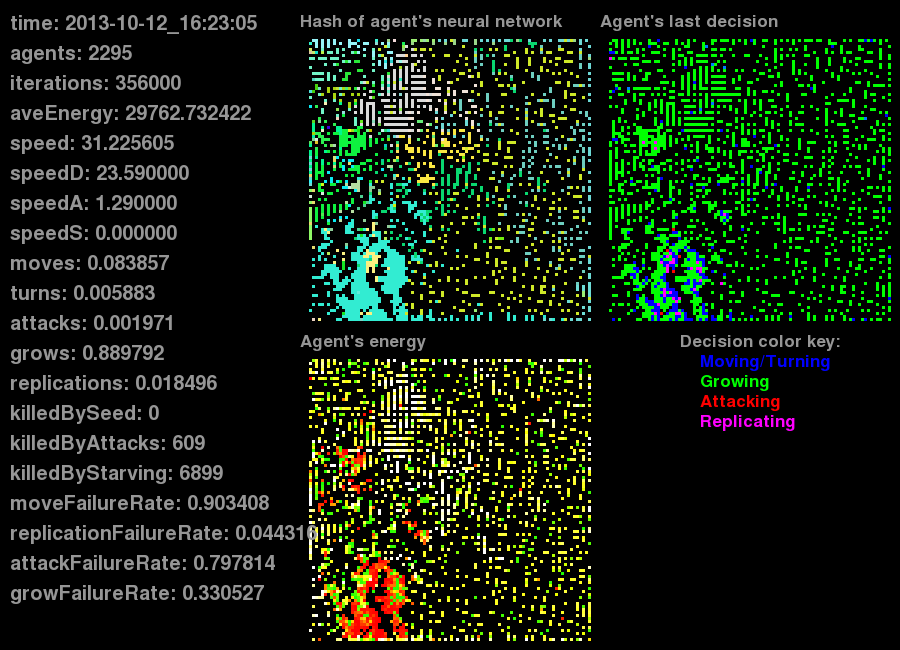 time: 2013-10-12_16:23:05
agents: 2295
iterations: 356000
aveEnergy: 29762.732422
speed: 31.225605
speedD: 23.590000
speedA: 1.290000
speedS: 0.000000
moves: 0.083857
turns: 0.005883
attacks: 0.001971
grows: 0.889792
replications: 0.018496
killedBySeed: 0
killedByAttacks: 609
killedByStarving: 6899
moveFailureRate: 0.903408
replicationFailureRate: 0.044316
attackFailureRate: 0.797814
growFailureRate: 0.330527
Hash of agent's neural network
Agent's last decision
Agent's energy
Decision color key:
Moving/Turning
Growing
Attacking
Replicating